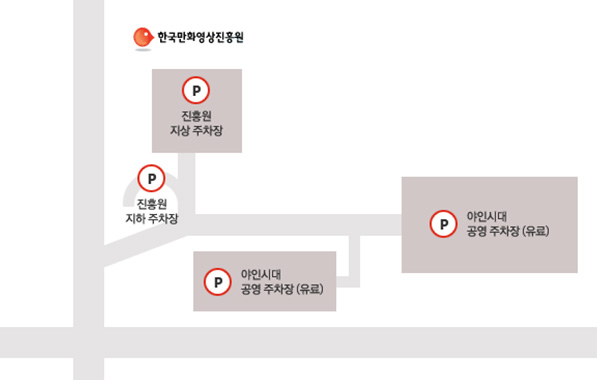 한국만화영상진흥원
P
진흥원
지상 주차장
P
진흥원
지하 주차장
P
야인시대
공영 주차장 (유료)
P
야인시대
공영 주차장 (유료)